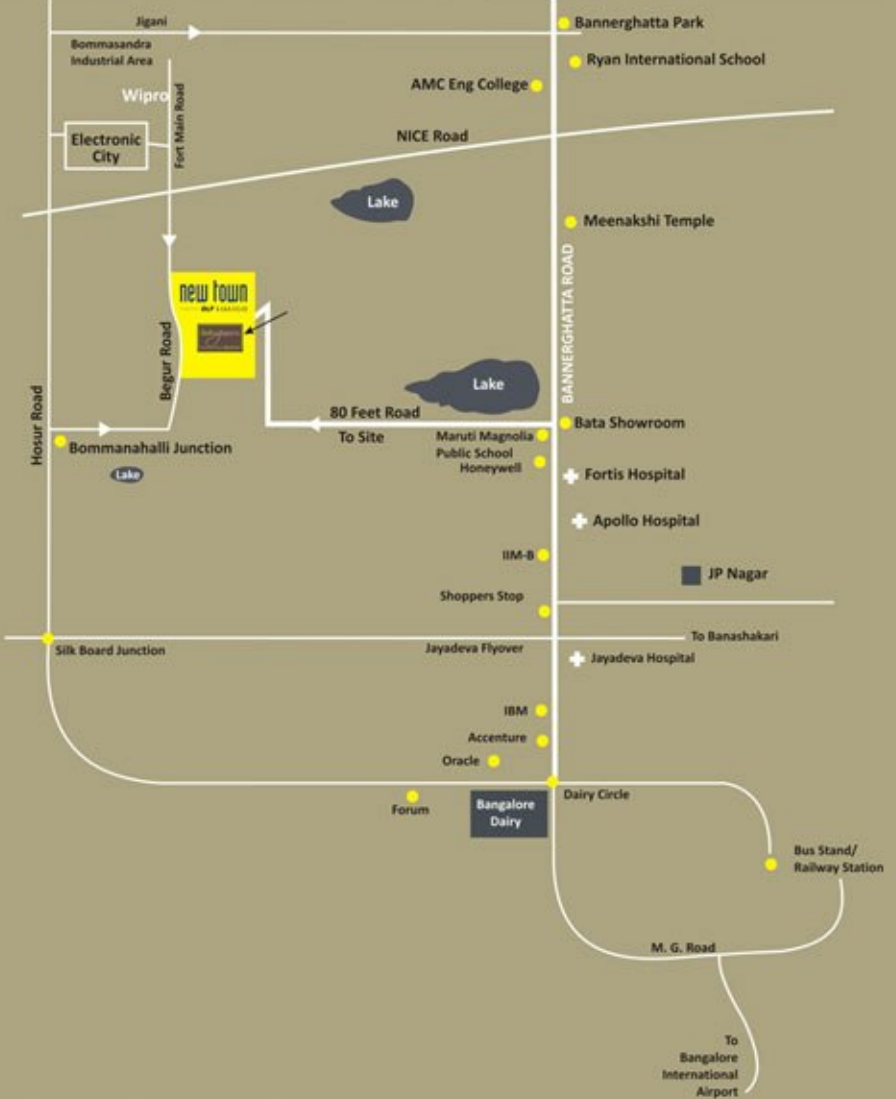 Jigani
Bannerghatta Park
Bommasandra
Industrial Area
Ryan International School
AMC Eng College
Wipro
Fort Main Road
Electronic
City
NICE Road
Lake
Meenakshi Temple
BANNERGHATTA ROAD
new town
Begur Road
Lake
Hosur Road
80 Feet Road
To Site
Bata Showroom
Maruti Magnolia
Public School
Honeywell
Bommanahalli Junction
Lake
Fortis Hospital
Apollo Hospital
IIM-B
JP Nagar
Shoppers Stop
To Banashakari
Silk Board Junction
Jayadeva Flyover
Jayadeva Hospital
IBM
Accenture
Oracle
Dairy Circle
Forum
Bangalore
Dairy
Bus Stand/
Railway Station
M. G. Road
To
Bangalore
International
Airport